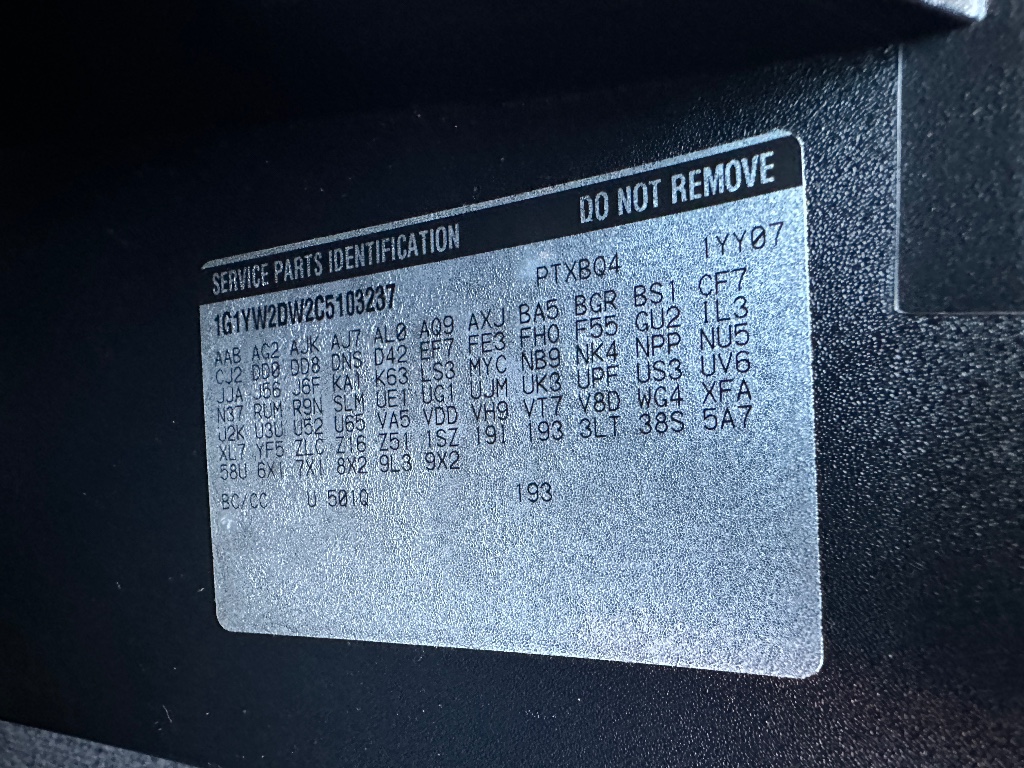 SERVICE PARTS IDENTIFICATION DO NOT REMOVE
1G1YW2DW2C5103237 PTXBQ4 1YY07
AAB AG2 AJK AJ7 AL0 AQ9 AXJ BA5 BGR BS1 CF7
CJ2 DD0 DD8 DNS D42 EF7 FE3 FHO F55 GU2 IL3
JJA J56 J6F KA1 K63 LS3 MYC NB9 NK4 NPP NU5
N37 RUM R9N SLM UE1 UG1 UJM UK3 UPF US3 UV6
U2K U3U U52 U65 VA5 VDD VH9 VT7 V8D WG4 XFA
XL7 YF5 ZLC Z16 Z51 1SZ 19I 193 3LT 38S 5A7
58U 6X1 7X1 8X2 9L3 9X2
BC/CC U 501Q 193